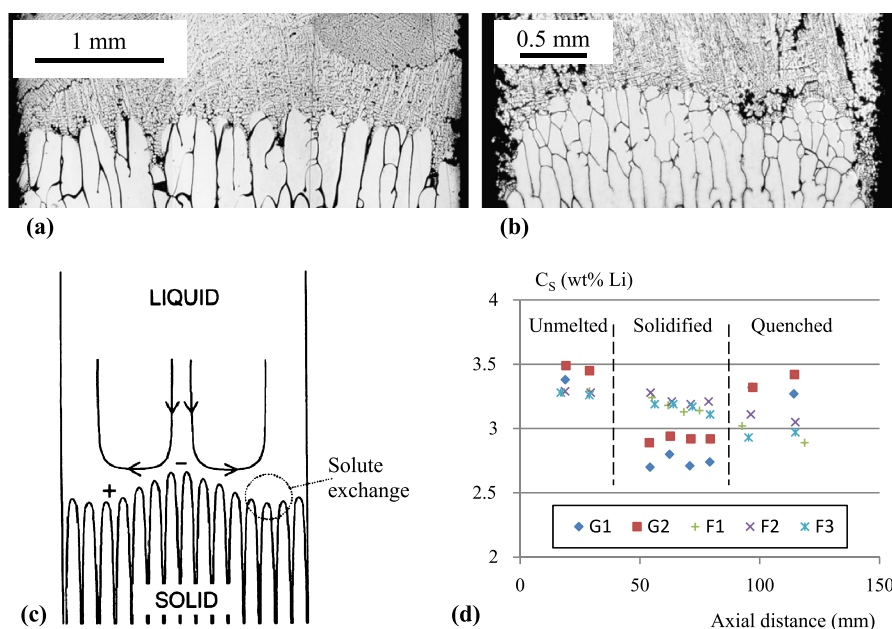 1 mm
0.5 mm
(a)
(b)
LIQUID
Solute
exchange
+
−
SOLID
(c)
C_S (wt% Li)
4
3.5
3
2.5
2
Unmelted
Solidified
Quenched
G1
G2
F1
F2
F3
0
50
100
150
(d)
Axial distance (mm)